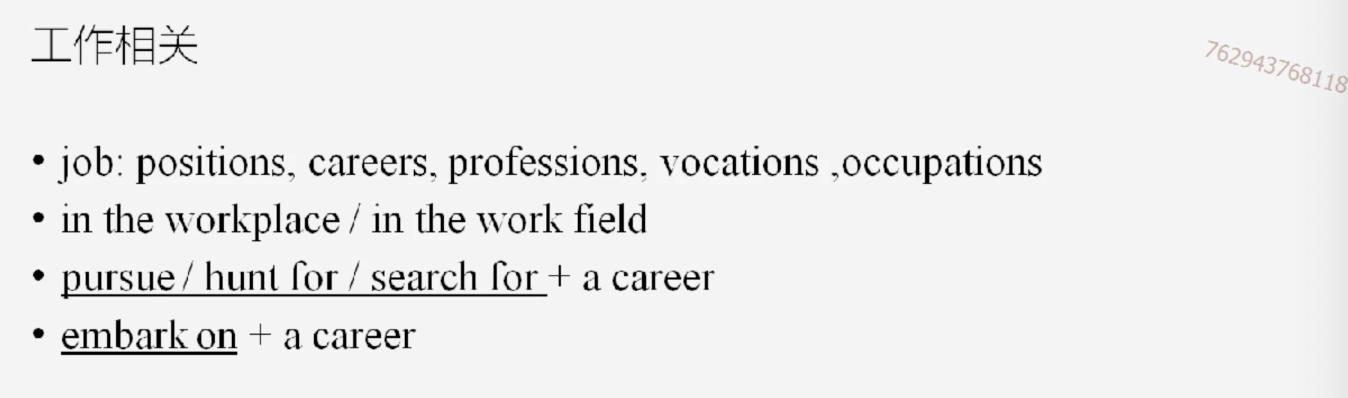 工作相关
762943768118
• job: positions, careers, professions, vocations ,occupations
• in the workplace / in the work field
• pursue / hunt for / search for + a career
• embark on + a career